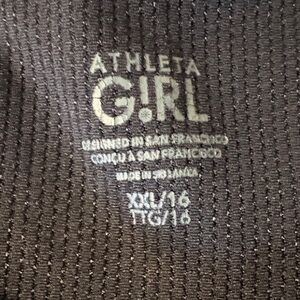 ATHLETA
G!RL
DESIGNED IN SAN FRANCISCO
CONÇU À SAN FRANCISCO
MADE IN SRI LANKA
XXL/16
TTG/16